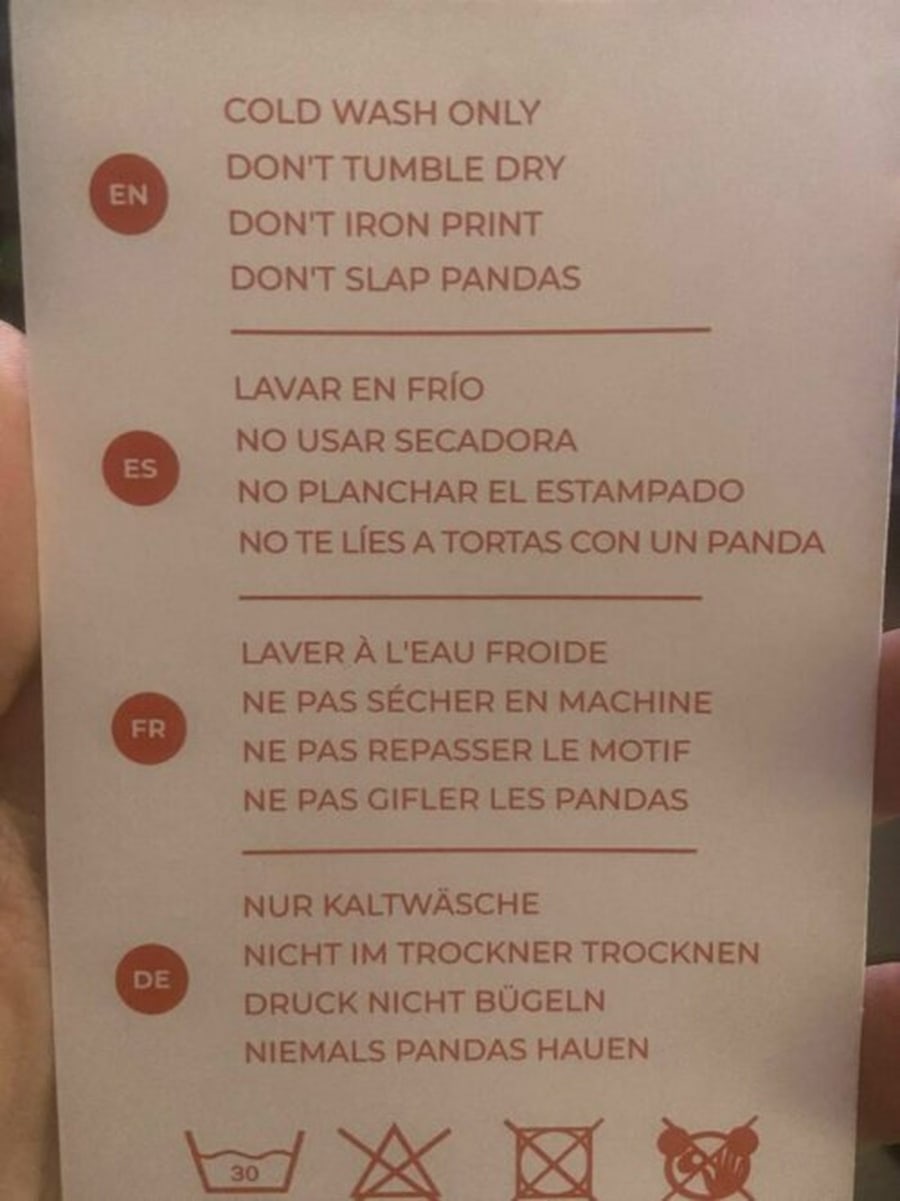 EN
COLD WASH ONLY
DON'T TUMBLE DRY
DON'T IRON PRINT
DON'T SLAP PANDAS
ES
LAVAR EN FRÍO
NO USAR SECADORA
NO PLANCHAR EL ESTAMPADO
NO TE LÍES A TORTAS CON UN PANDA
FR
LAVER À L'EAU FROIDE
NE PAS SÉCHER EN MACHINE
NE PAS REPASSER LE MOTIF
NE PAS GIFLER LES PANDAS
DE
NUR KALTWÄSCHE
NICHT IM TROCKNER TROCKNEN
DRUCK NICHT BÜGELN
NIEMALS PANDAS HAUEN
30